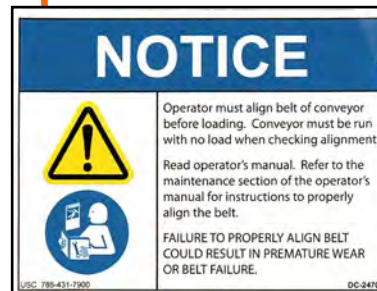 NOTICE
Operator must align belt of conveyor
before loading. Conveyor must be run
with no load when checking alignment
Read operator's manual. Refer to the
maintenance section of the operator's
manual for instructions to properly
align the belt.
FAILURE TO PROPERLY ALIGN BELT
COULD RESULT IN PREMATURE WEAR
OR BELT FAILURE.
USC 785-431-7900
DC-2470